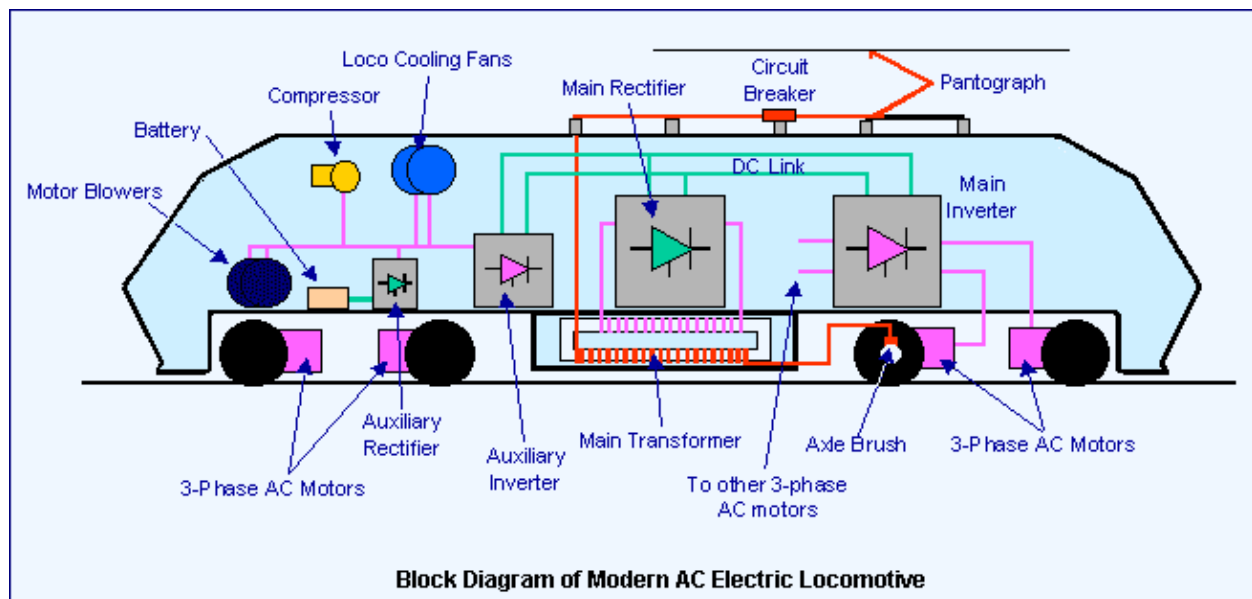 Loco Cooling Fans
Circuit
Breaker
Main Rectifier
Pantograph
Compressor
Battery
DC Link
Motor Blowers
Main
Inverter
Auxiliary
Rectifier
Main Transformer
Axle Brush
3-Phase AC Motors
Auxiliary
Inverter
3-Phase AC Motors
To other 3-phase
AC motors
Block Diagram of Modern AC Electric Locomotive